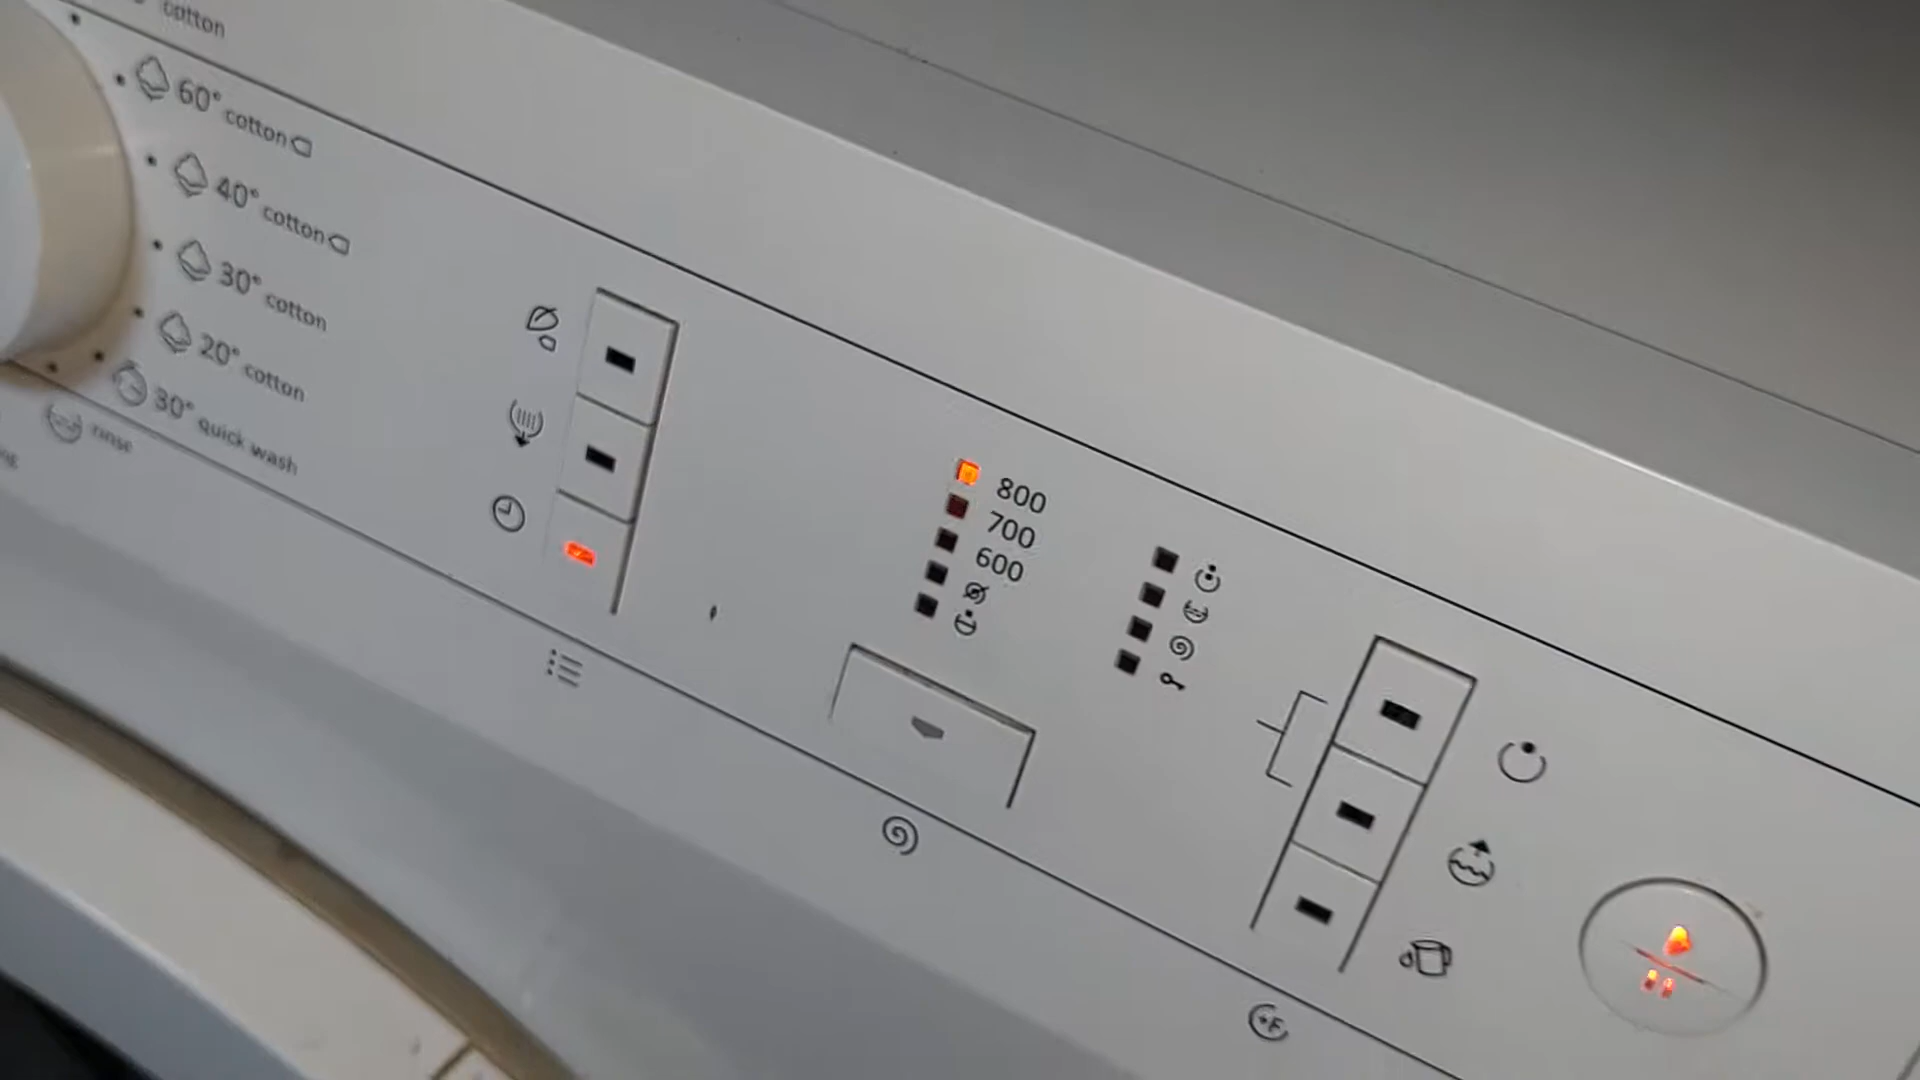 cotton
60° cotton
40° cotton
30° cotton
20° cotton
30° quick wash
rinse
800
700
600
+F